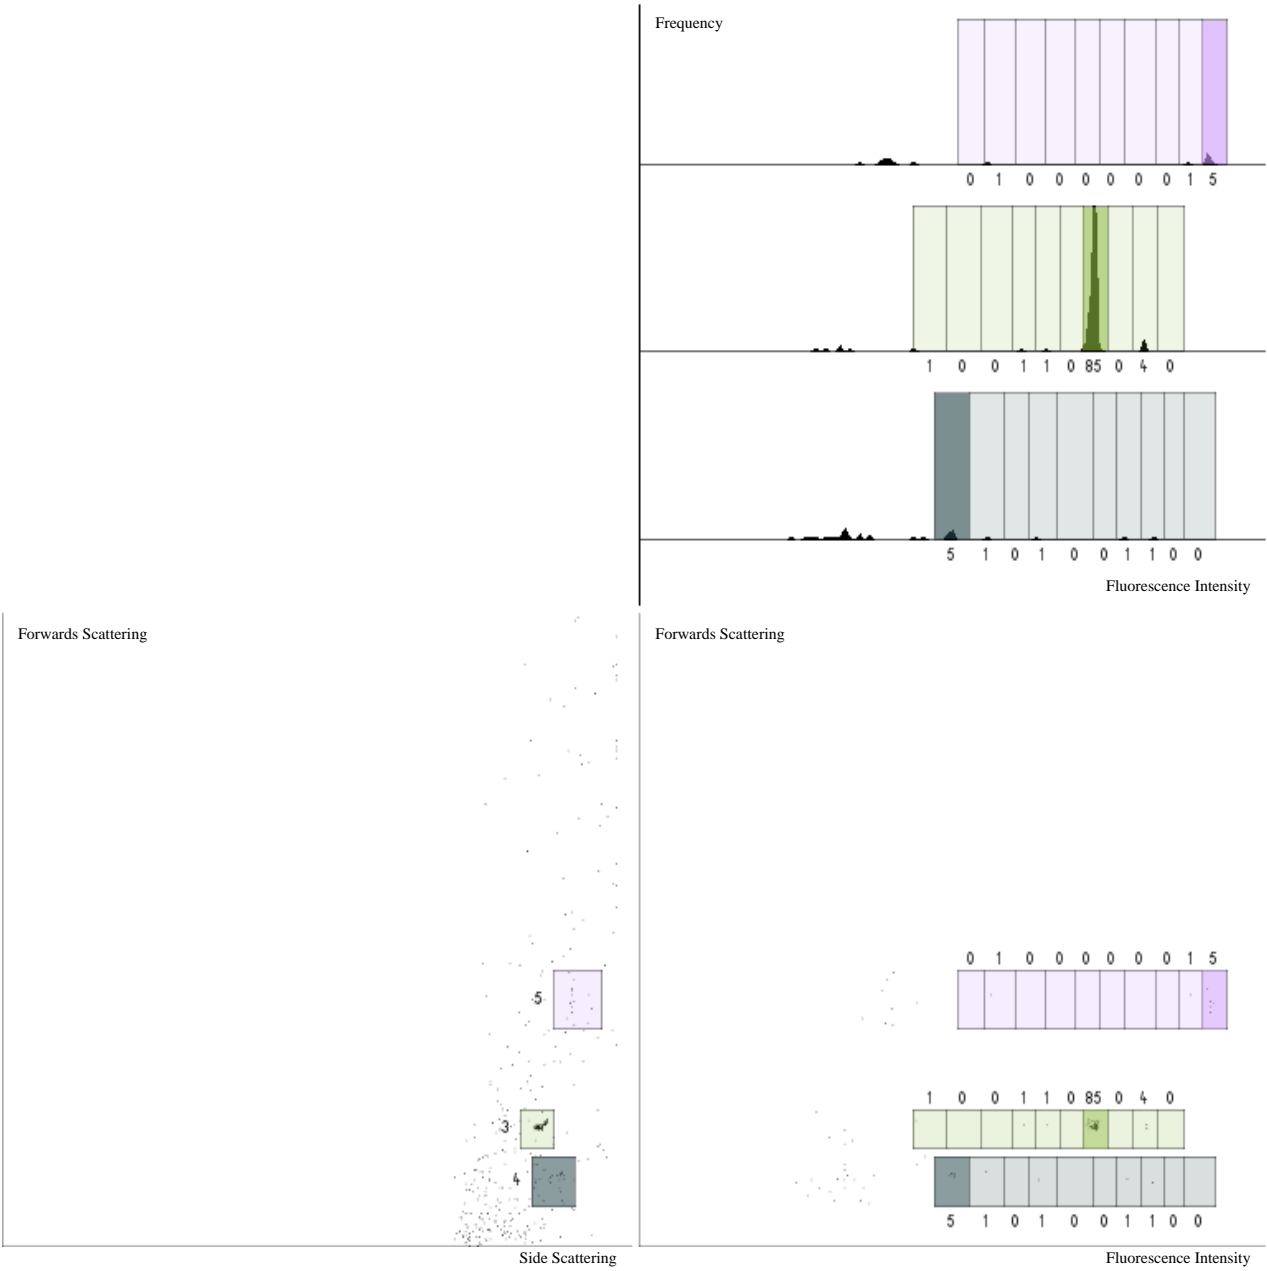 Frequency
0 1 0 0 0 0 0 0 1 5
1 0 0 1 1 0 85 0 4 0
5 1 0 1 0 0 1 1 0 0
Fluorescence Intensity
Forwards Scattering
Forwards Scattering
0 1 0 0 0 0 0 0 1 5
5
1 0 0 1 1 0 85 0 4 0
3
4
5 1 0 1 0 0 1 1 0 0
Side Scattering
Fluorescence Intensity